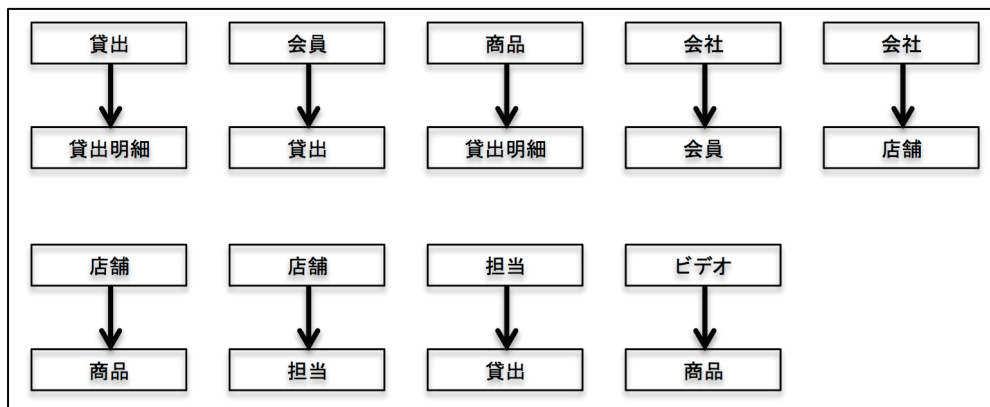 貸出 会員 商品 会社 会社
貸出明細 貸出 貸出明細 会員 店舗
店舗 店舗 担当 ビデオ
商品 担当 貸出 商品